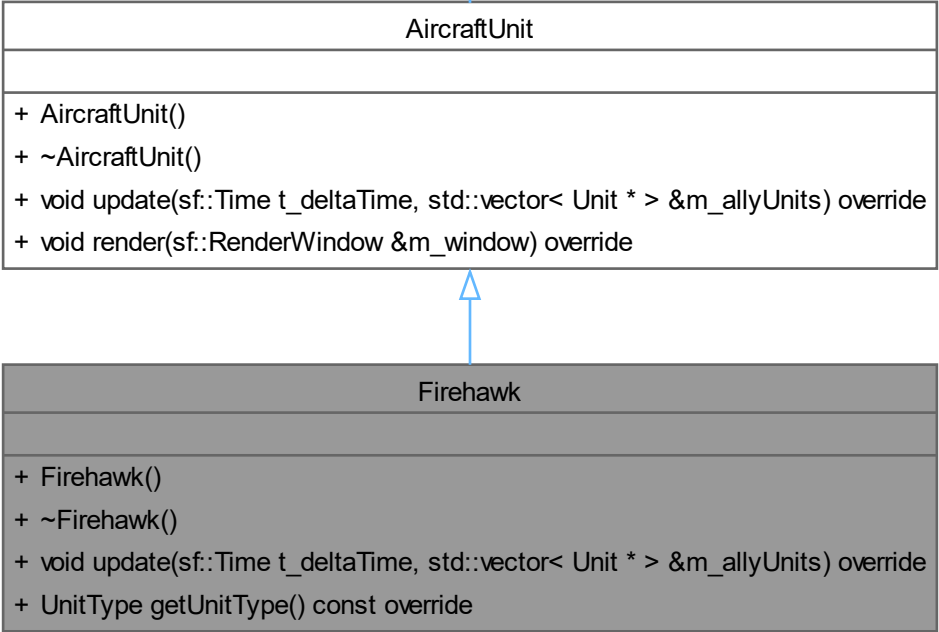 AircraftUnit
+ AircraftUnit()
+ ~AircraftUnit()
+ void update(sf::Time t_deltaTime, std::vector< Unit * > &m_allyUnits) override
+ void render(sf::RenderWindow &m_window) override
Firehawk
+ Firehawk()
+ ~Firehawk()
+ void update(sf::Time t_deltaTime, std::vector< Unit * > &m_allyUnits) override
+ UnitType getUnitType() const override